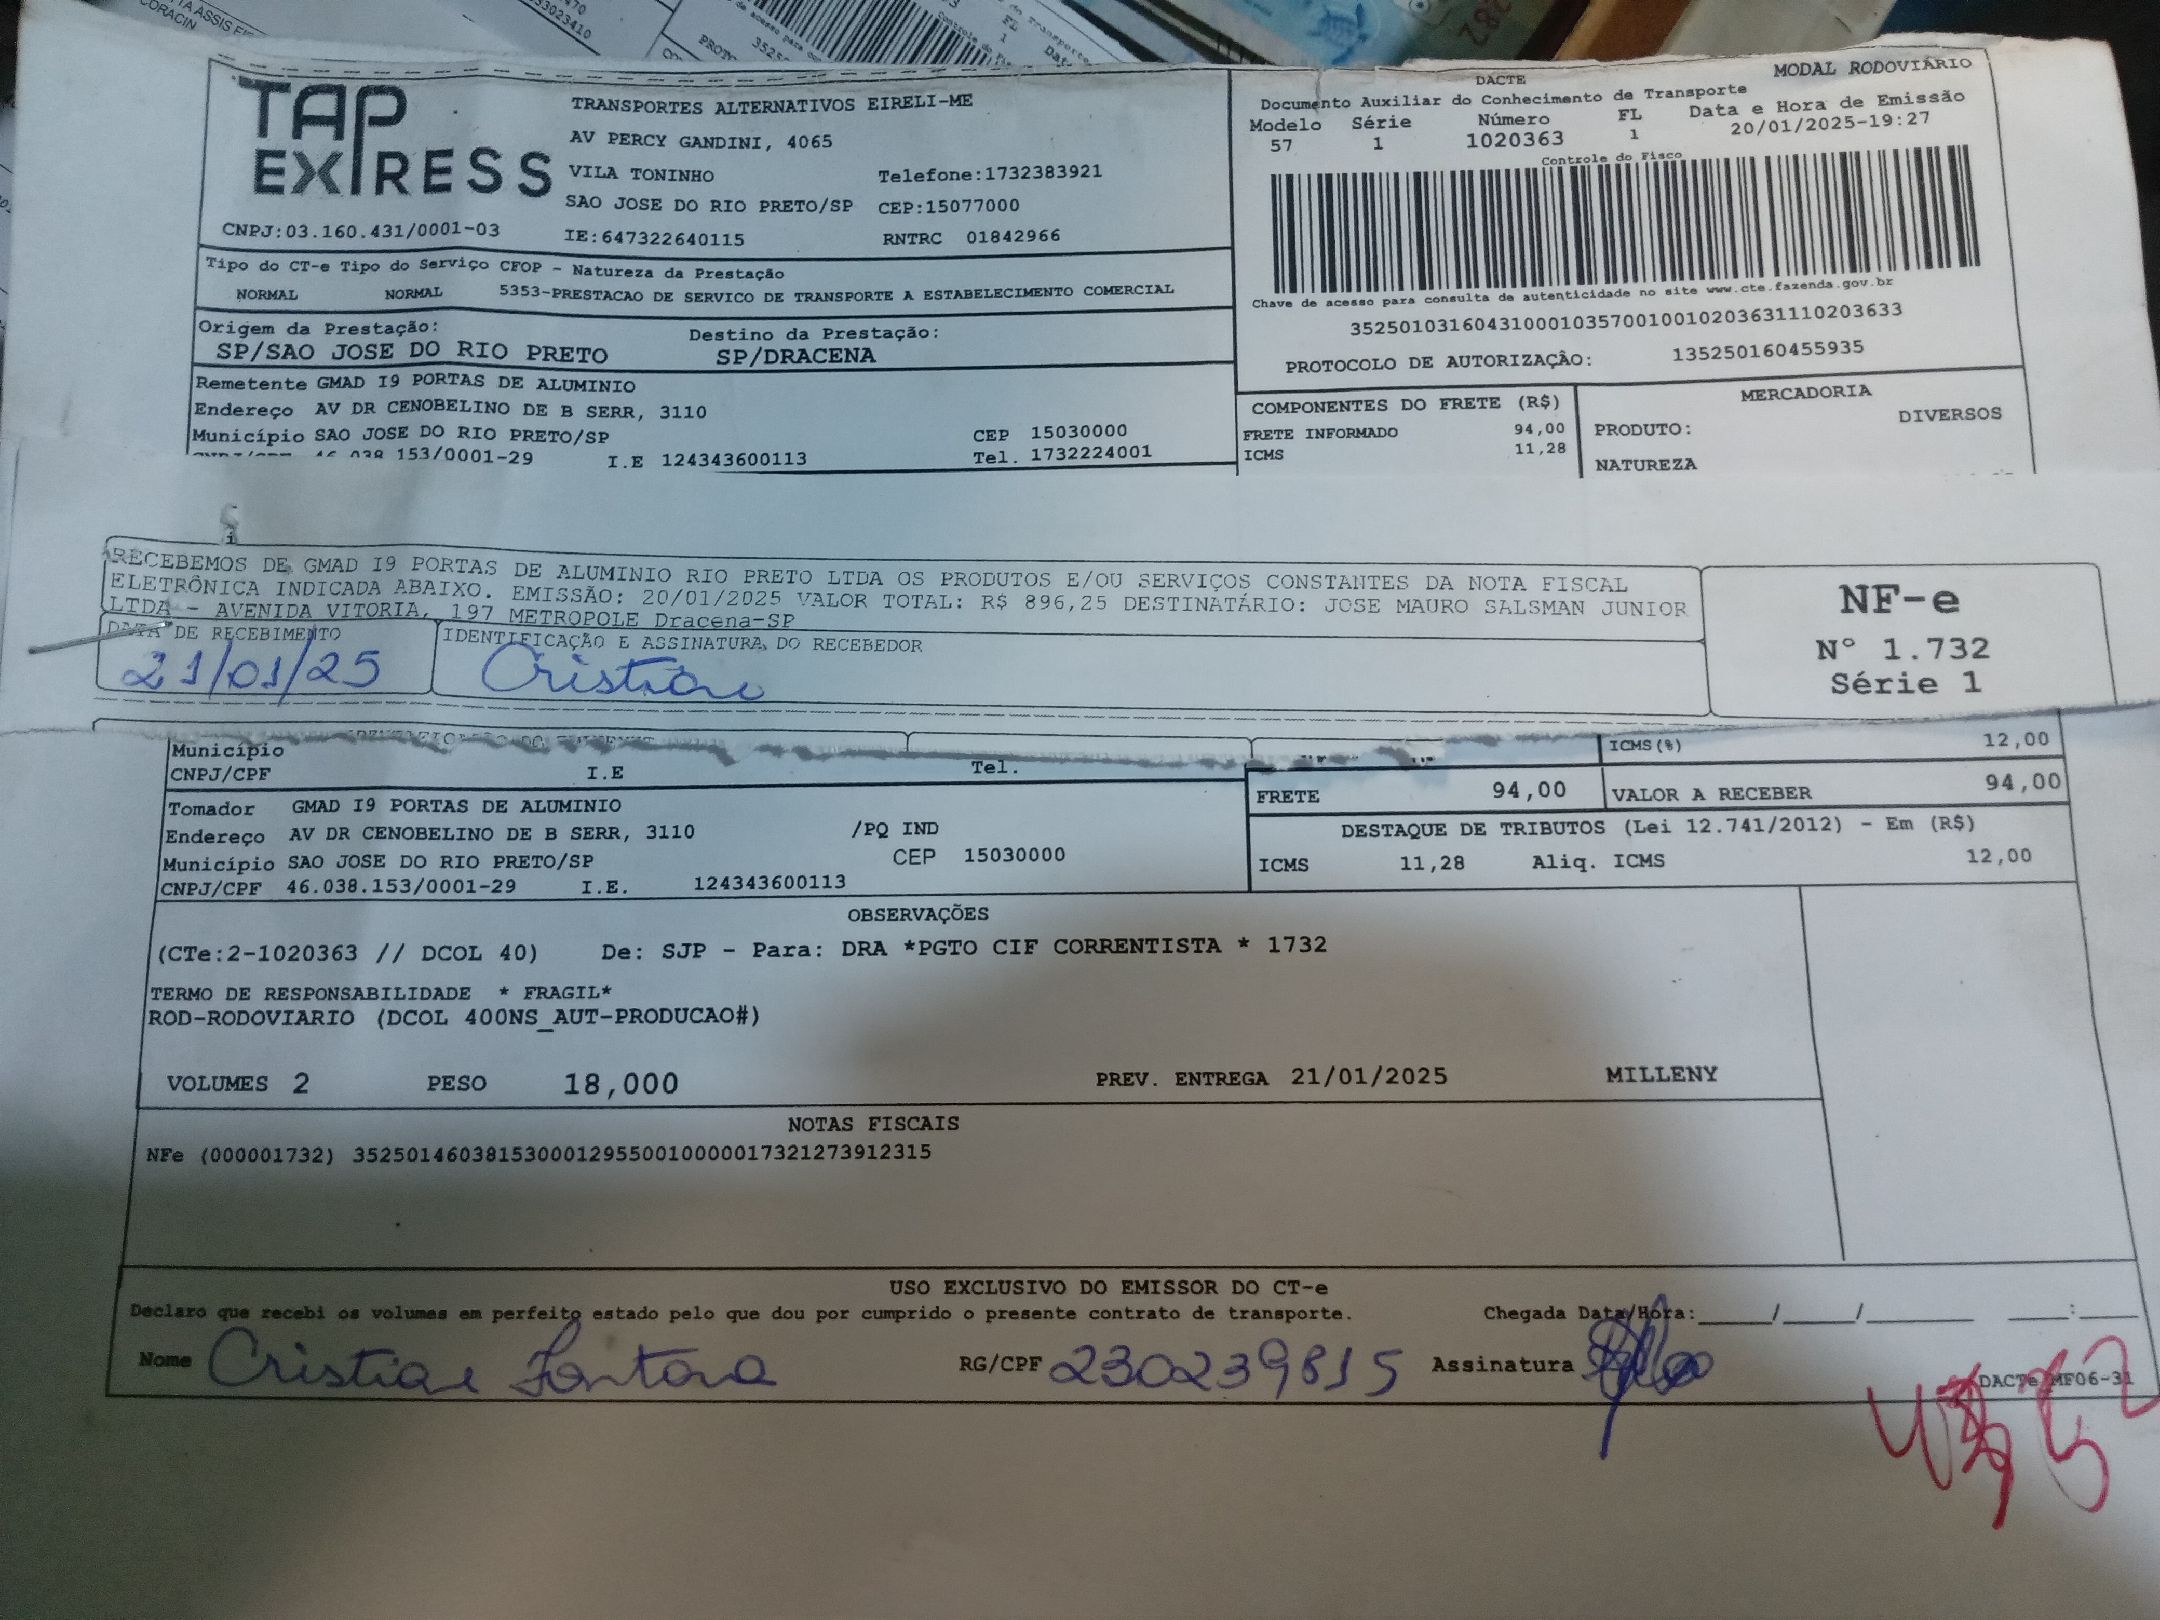 TAP EXPRESS
TRANSPORTES ALTERNATIVOS EIRELI-ME
AV PERCY GANDINI, 4065
VILA TONINHO Telefone:1732383921
SAO JOSE DO RIO PRETO/SP CEP:15077000
CNPJ:03.160.431/0001-03 IE:647322640115 RNTRC 01842966
DACTE MODAL RODOVIÁRIO
Documento Auxiliar do Conhecimento de Transporte
Modelo Série Número FL Data e Hora de Emissão
57 1 1020363 1 20/01/2025-19:27
Controle do Fisco
Chave de acesso para consulta de autenticidade no site www.cte.fazenda.gov.br
35250103160431000103570010010203631110203633
PROTOCOLO DE AUTORIZAÇÃO: 135250160455935
Tipo do CT-e Tipo do Serviço CFOP - Natureza da Prestação
NORMAL NORMAL 5353-PRESTACAO DE SERVICO DE TRANSPORTE A ESTABELECIMENTO COMERCIAL
Origem da Prestação: Destino da Prestação:
SP/SAO JOSE DO RIO PRETO SP/DRACENA
Remetente GMAD I9 PORTAS DE ALUMINIO
Endereço AV DR CENOBELINO DE B SERR, 3110
Município SAO JOSE DO RIO PRETO/SP CEP 15030000
46.038.153/0001-29 I.E 124343600113 Tel. 1732224001
COMPONENTES DO FRETE (R$)
FRETE INFORMADO 94,00
ICMS 11,28
MERCADORIA
PRODUTO: DIVERSOS
NATUREZA
RECEBEMOS DE GMAD I9 PORTAS DE ALUMINIO RIO PRETO LTDA OS PRODUTOS E/OU SERVIÇOS CONSTANTES DA NOTA FISCAL
ELETRÔNICA INDICADA ABAIXO. EMISSÃO: 20/01/2025 VALOR TOTAL: R$ 896,25 DESTINATÁRIO: JOSE MAURO SALSMAN JUNIOR
LTDA - AVENIDA VITORIA, 197 METROPOLE Dracena-SP
DATA DE RECEBIMENTO IDENTIFICAÇÃO E ASSINATURA DO RECEBEDOR
21/01/25 Cristiane
NF-e
Nº 1.732
Série 1
Município
CNPJ/CPF I.E Tel.
ICMS(%) 12,00
FRETE 94,00 VALOR A RECEBER 94,00
Tomador GMAD I9 PORTAS DE ALUMINIO
Endereço AV DR CENOBELINO DE B SERR, 3110 /PQ IND
Município SAO JOSE DO RIO PRETO/SP CEP 15030000
CNPJ/CPF 46.038.153/0001-29 I.E. 124343600113
DESTAQUE DE TRIBUTOS (Lei 12.741/2012) - Em (R$)
ICMS 11,28 Aliq. ICMS 12,00
OBSERVAÇÕES
(CTe:2-1020363 // DCOL 40) De: SJP - Para: DRA *PGTO CIF CORRENTISTA * 1732
TERMO DE RESPONSABILIDADE * FRAGIL*
ROD-RODOVIARIO (DCOL 400NS_AUT-PRODUCAO#)
VOLUMES 2 PESO 18,000 PREV. ENTREGA 21/01/2025 MILLENY
NOTAS FISCAIS
NFe (000001732) 35250146038153000129550010000017321273912315
USO EXCLUSIVO DO EMISSOR DO CT-e
Declaro que recebi os volumes em perfeito estado pelo que dou por cumprido o presente contrato de transporte. Chegada Data/Hora:_____/_____/_______ ____:____
Nome Cristiane Fontana RG/CPF 230239815 Assinatura
DACTe MF06-31